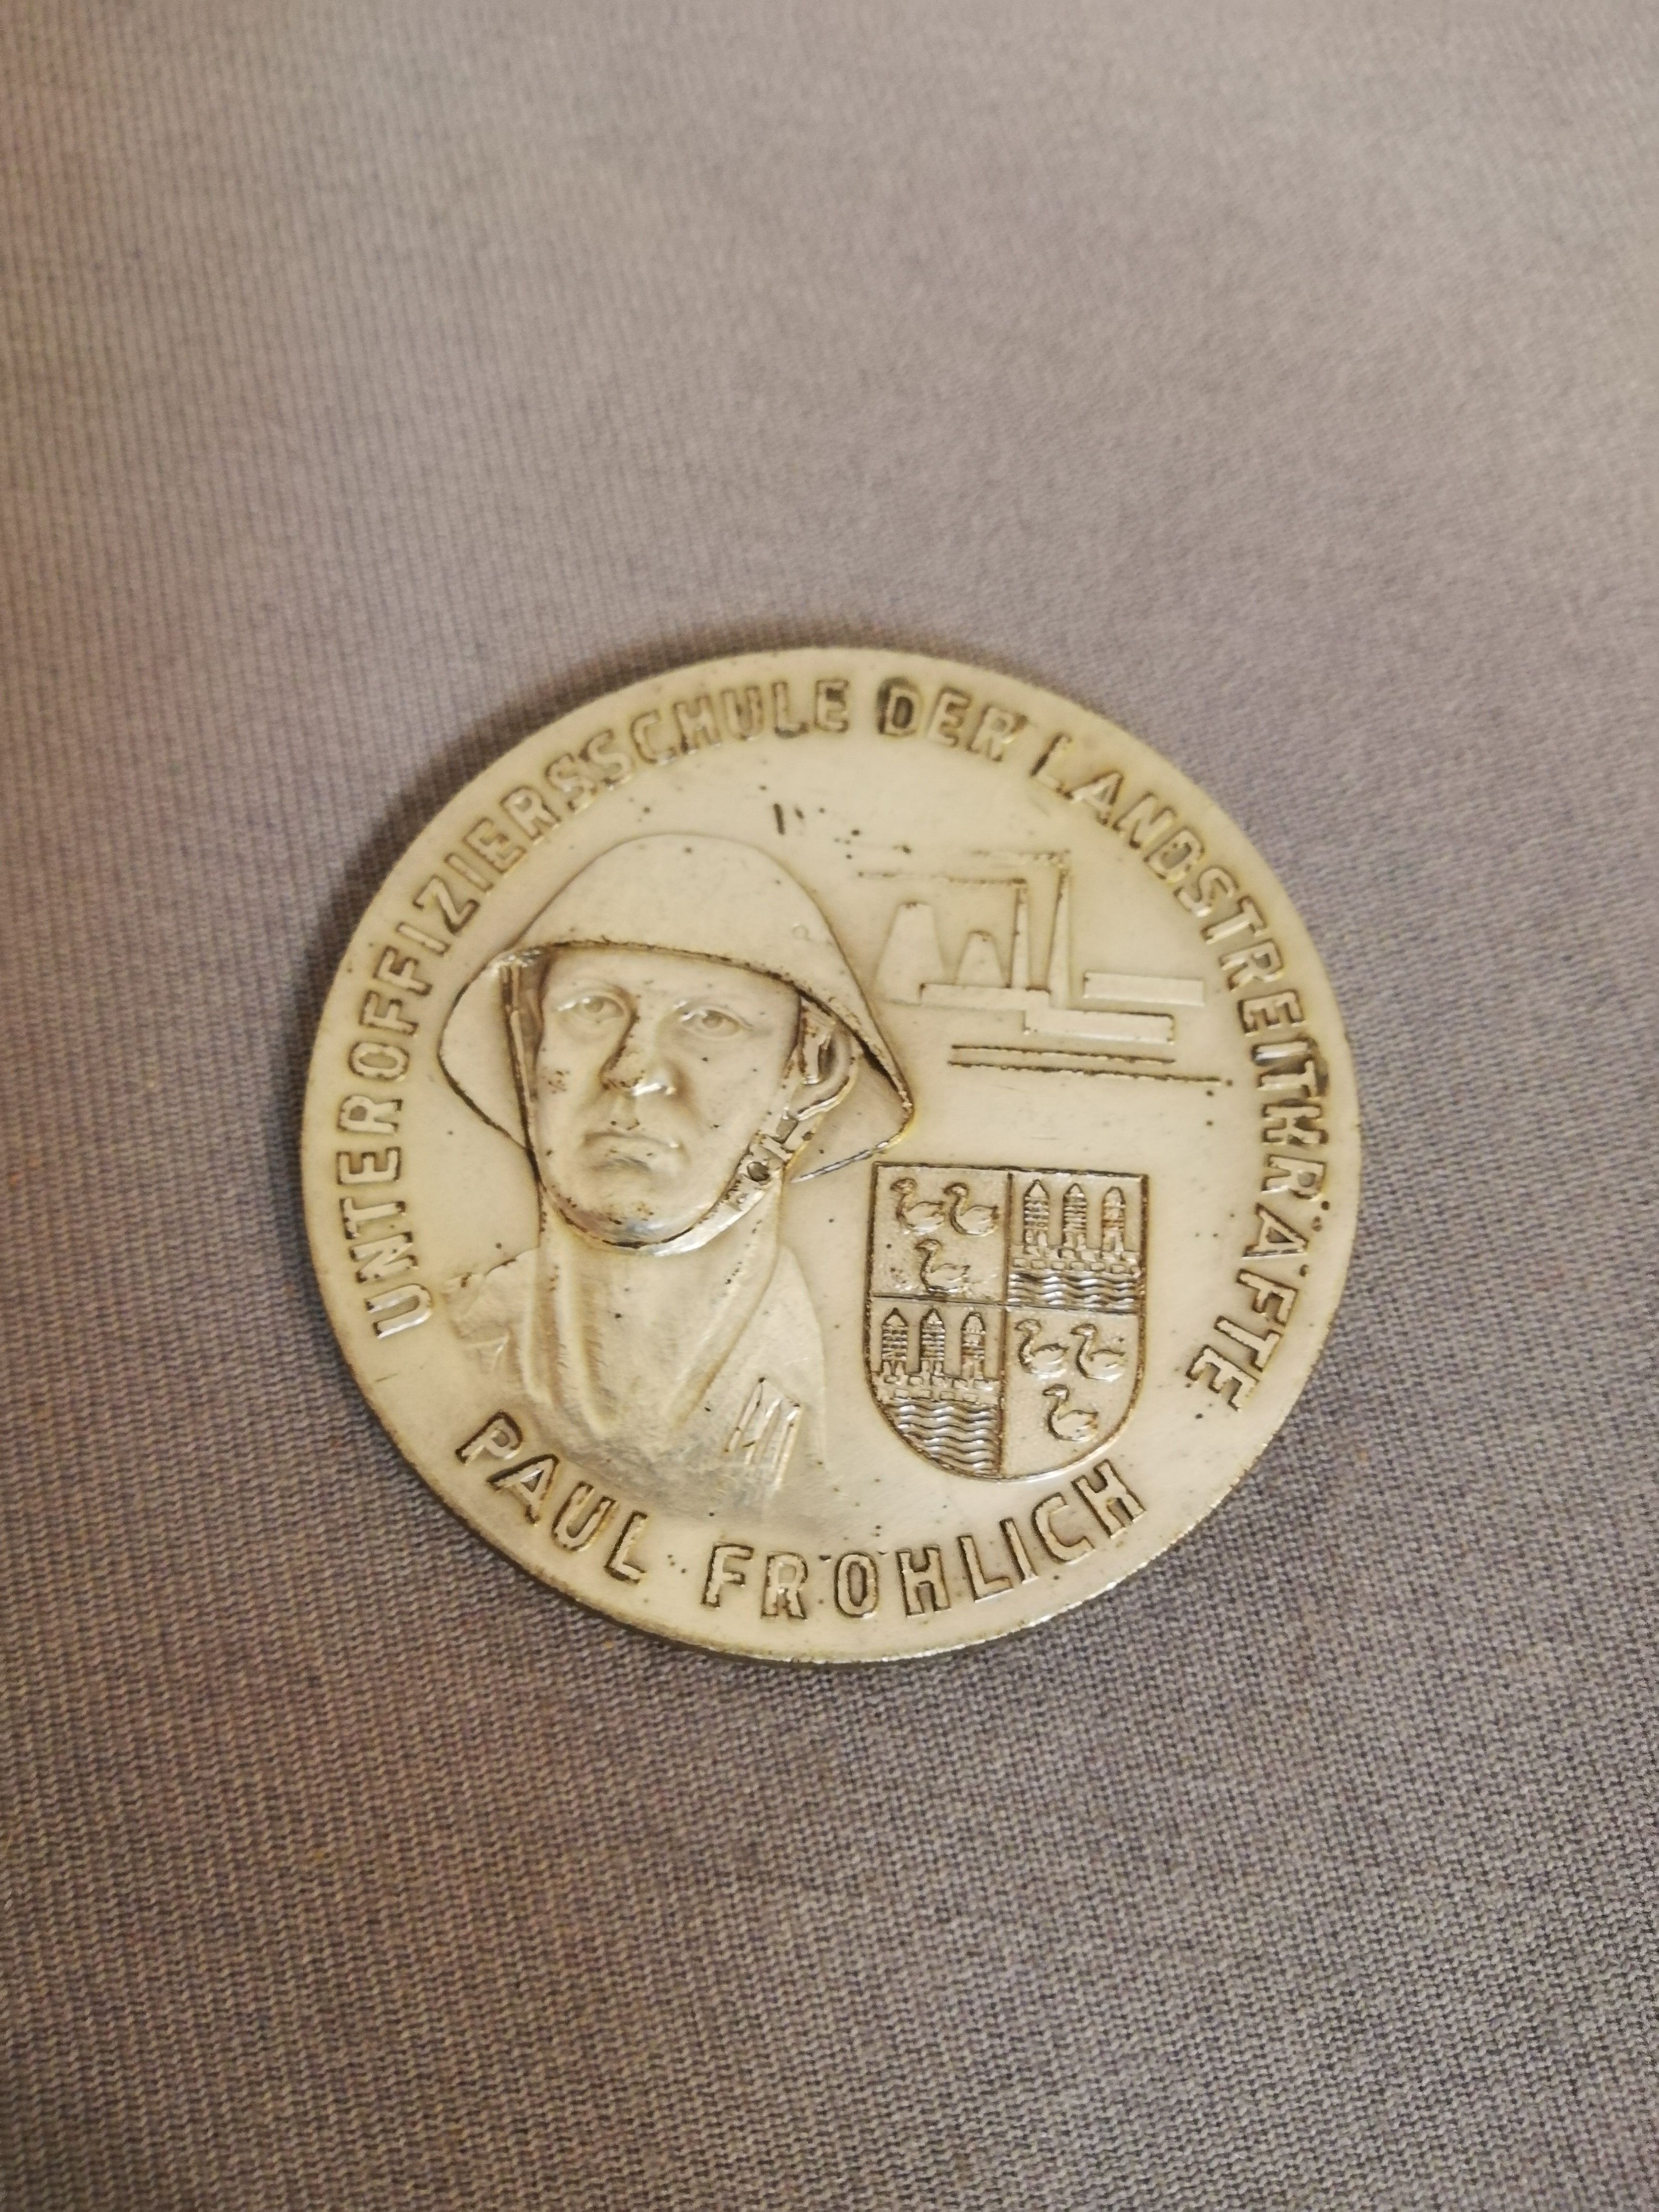 UNTEROFFIZIERSSCHULE DER LANDSTREITKRÄFTE
PAUL FRÖHLICH